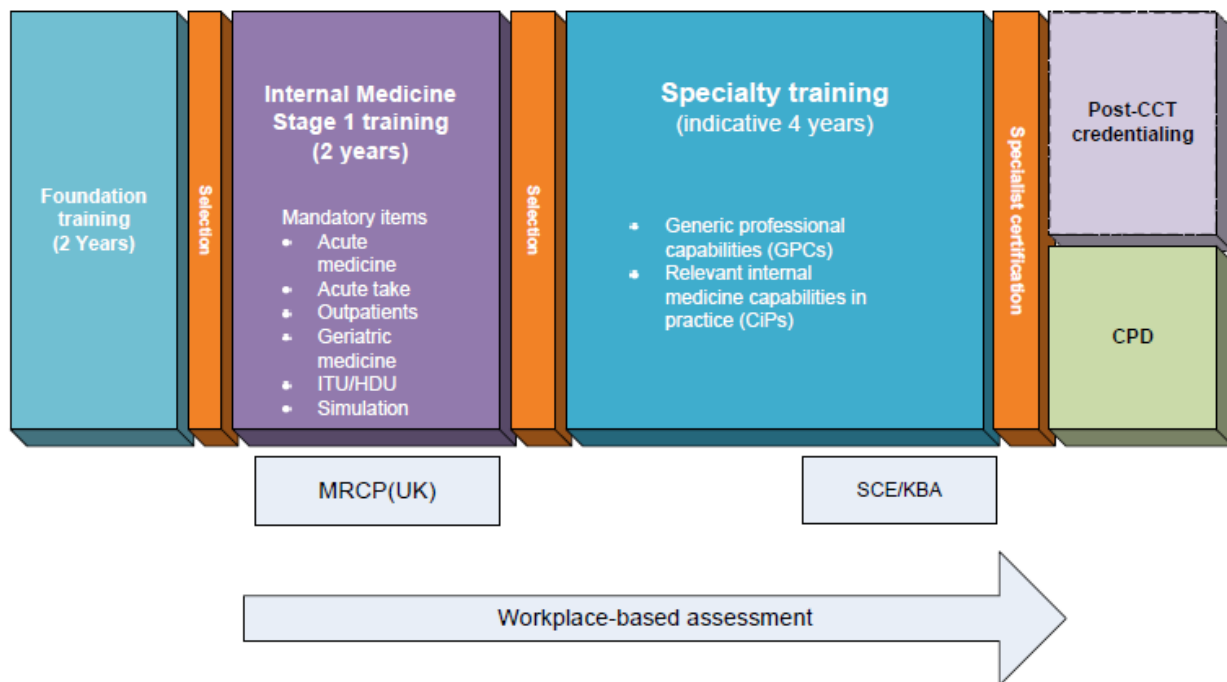 Foundation
training
(2 Years)
Selection
Internal Medicine
Stage 1 training
(2 years)
Mandatory items
• Acute
medicine
• Acute take
• Outpatients
• Geriatric
medicine
• ITU/HDU
• Simulation
Selection
Specialty training
(indicative 4 years)
• Generic professional
capabilities (GPCs)
• Relevant internal
medicine capabilities in
practice (CiPs)
Specialist certification
Post-CCT
credentialing
CPD
MRCP(UK)
SCE/KBA
Workplace-based assessment